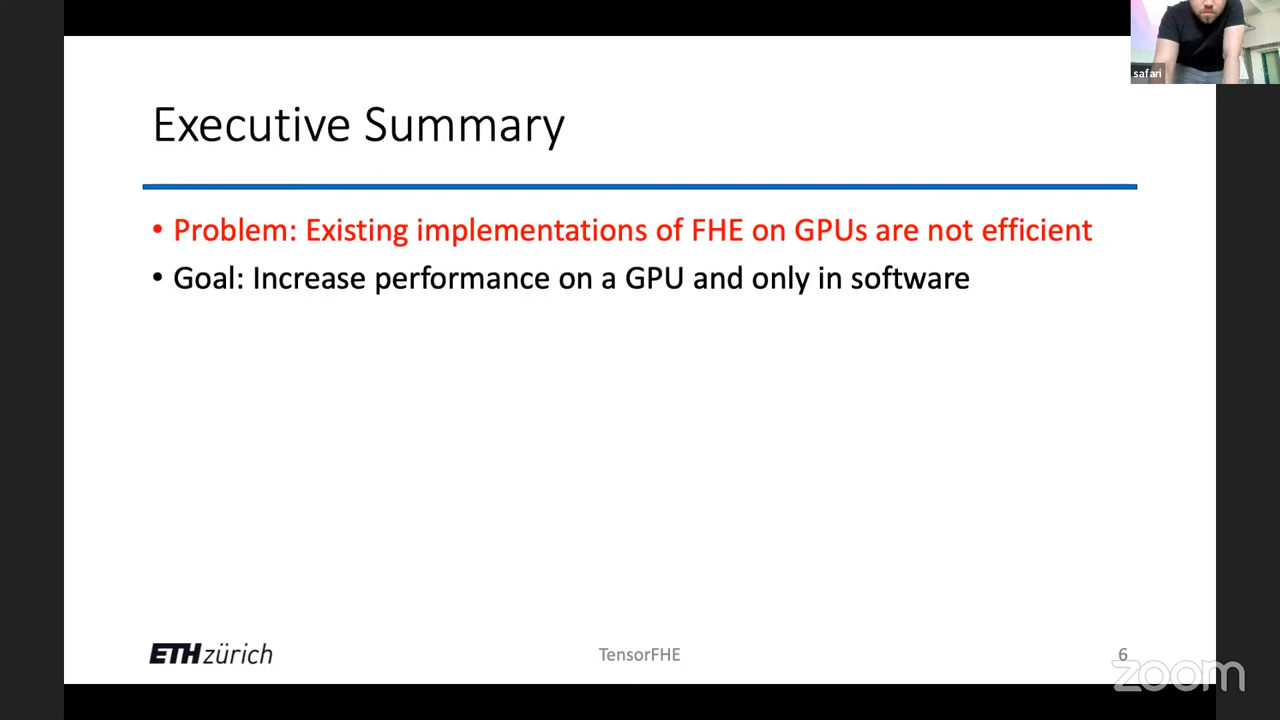 safari
Executive Summary
• Problem: Existing implementations of FHE on GPUs are not efficient
• Goal: Increase performance on a GPU and only in software
ETH zürich
TensorFHE
6
zoom